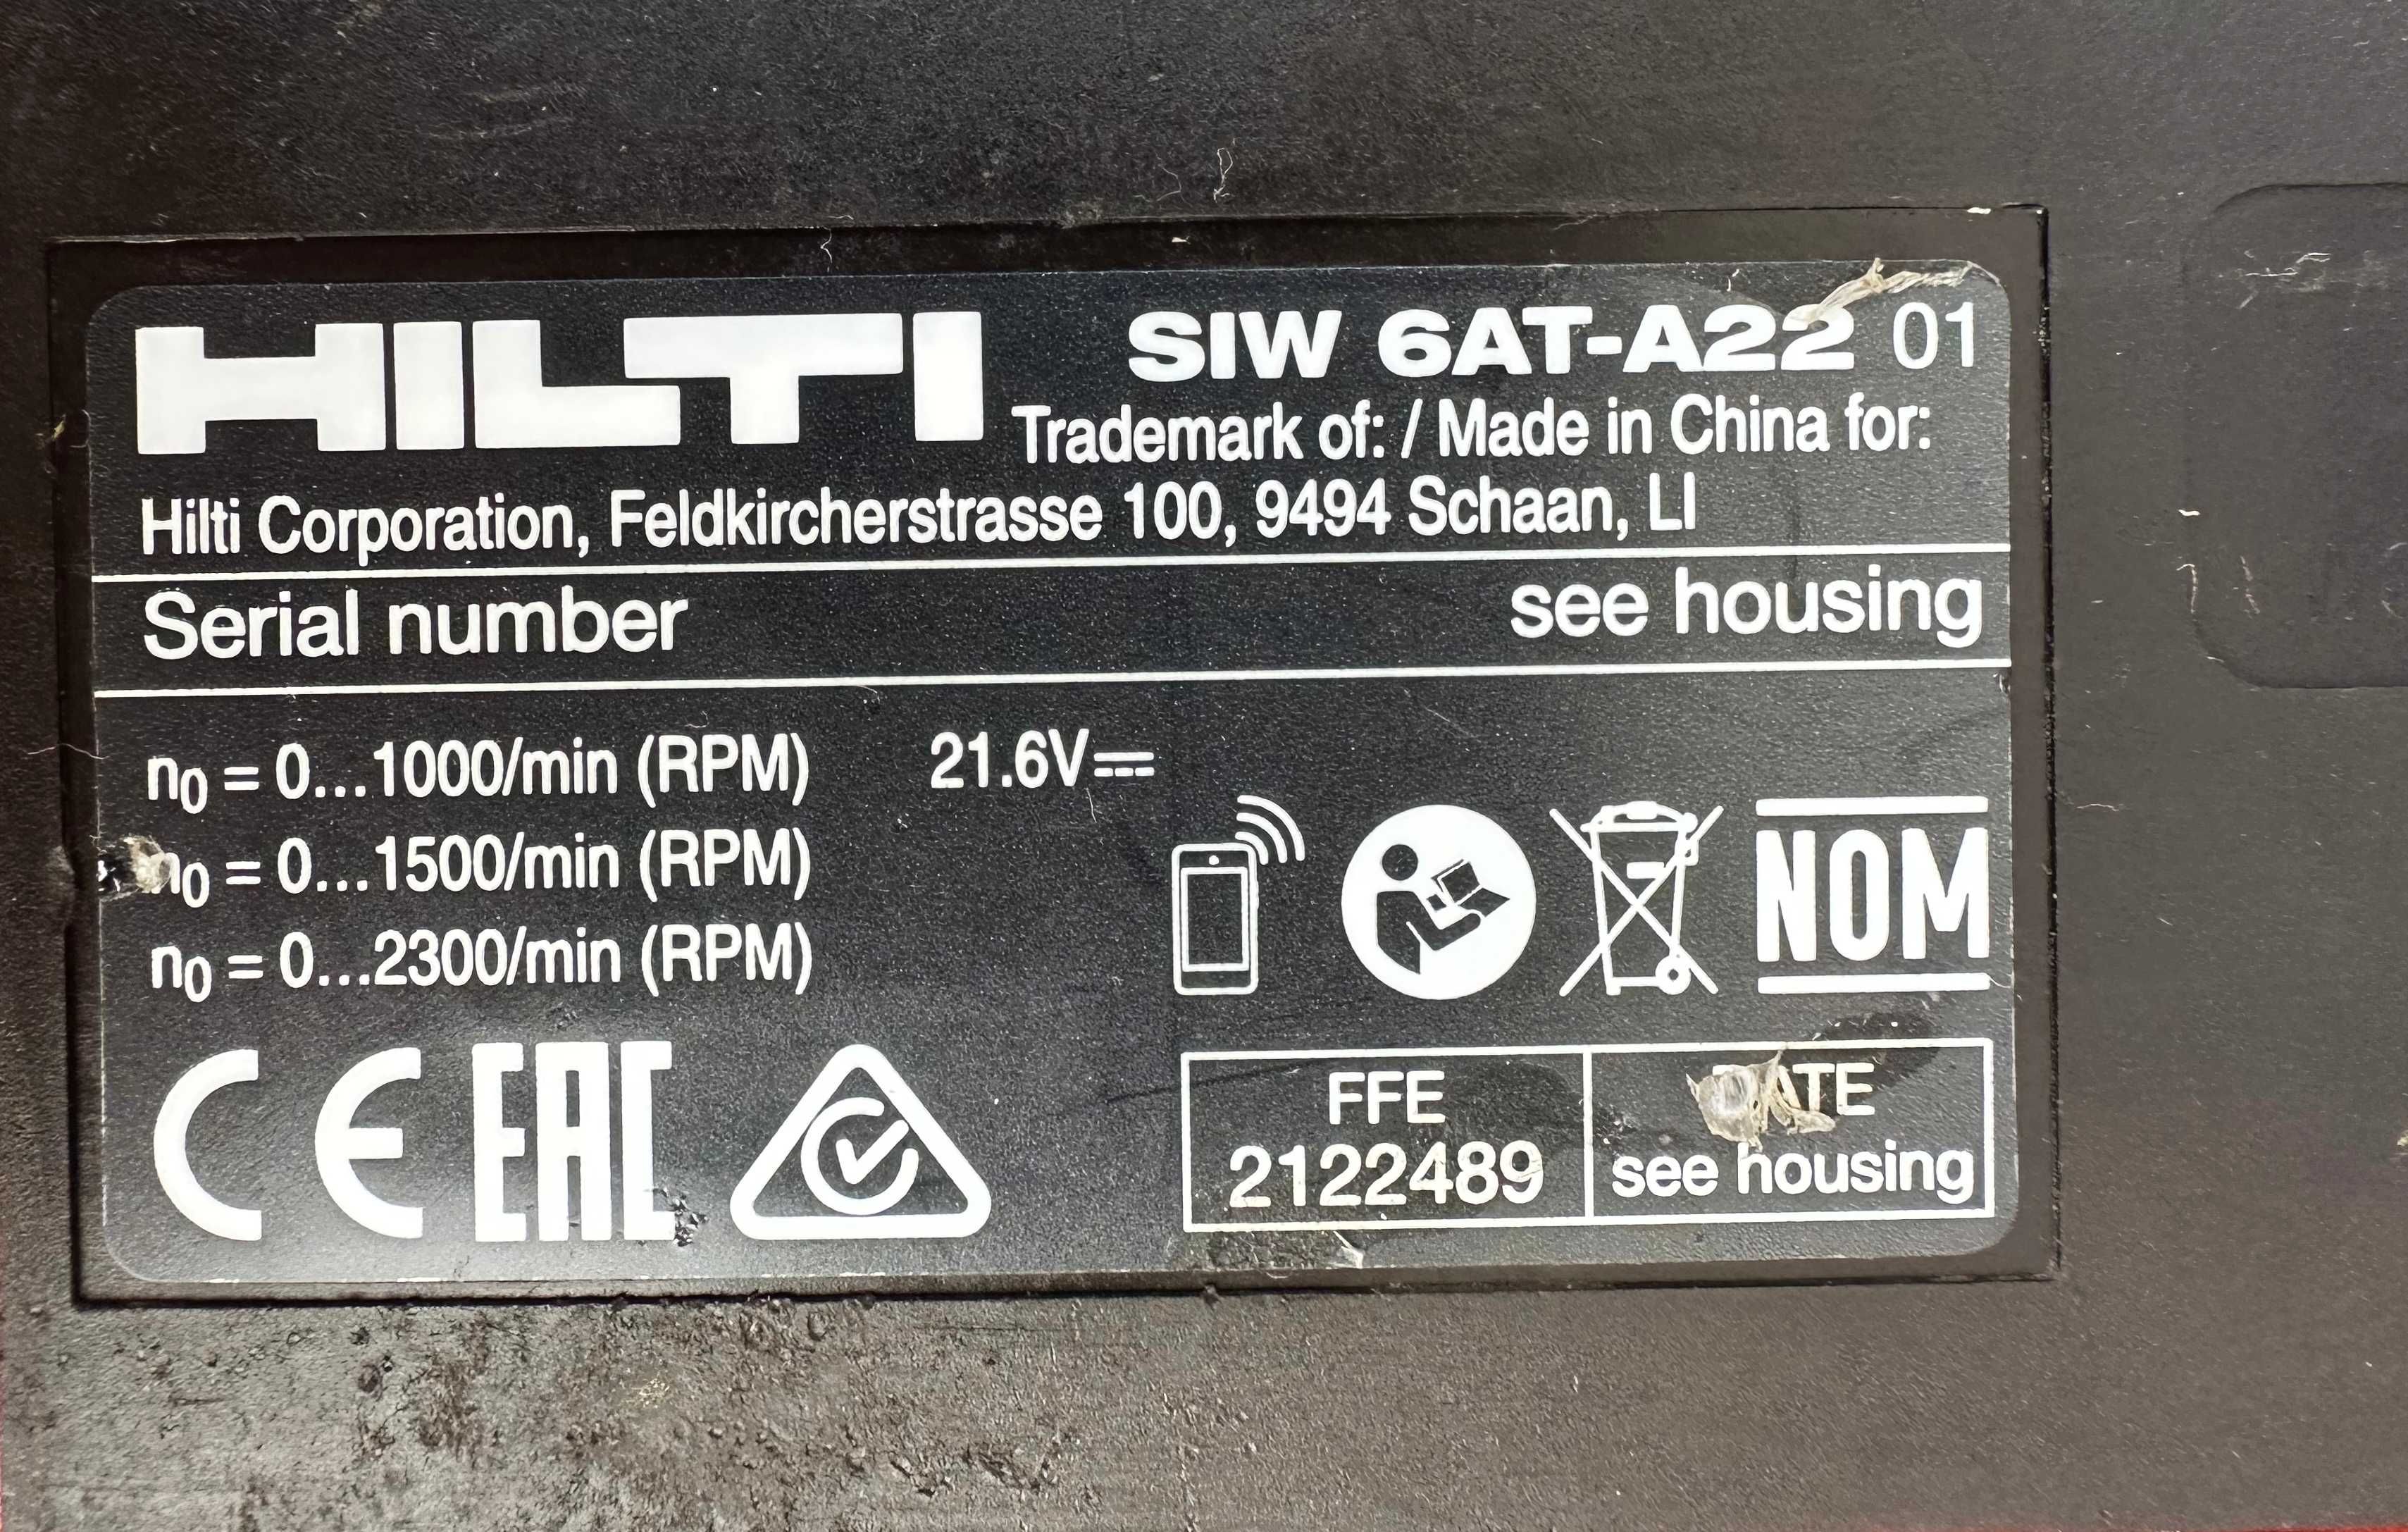 HILTI SIW 6AT-A22 01
Trademark of: / Made in China for:
Hilti Corporation, Feldkircherstrasse 100, 9494 Schaan, LI
Serial number see housing
n0 = 0...1000/min (RPM) 21.6V⎓
n0 = 0...1500/min (RPM)
n0 = 0...2300/min (RPM)
NOM
CE EAC
FFE
2122489
DATE
see housing